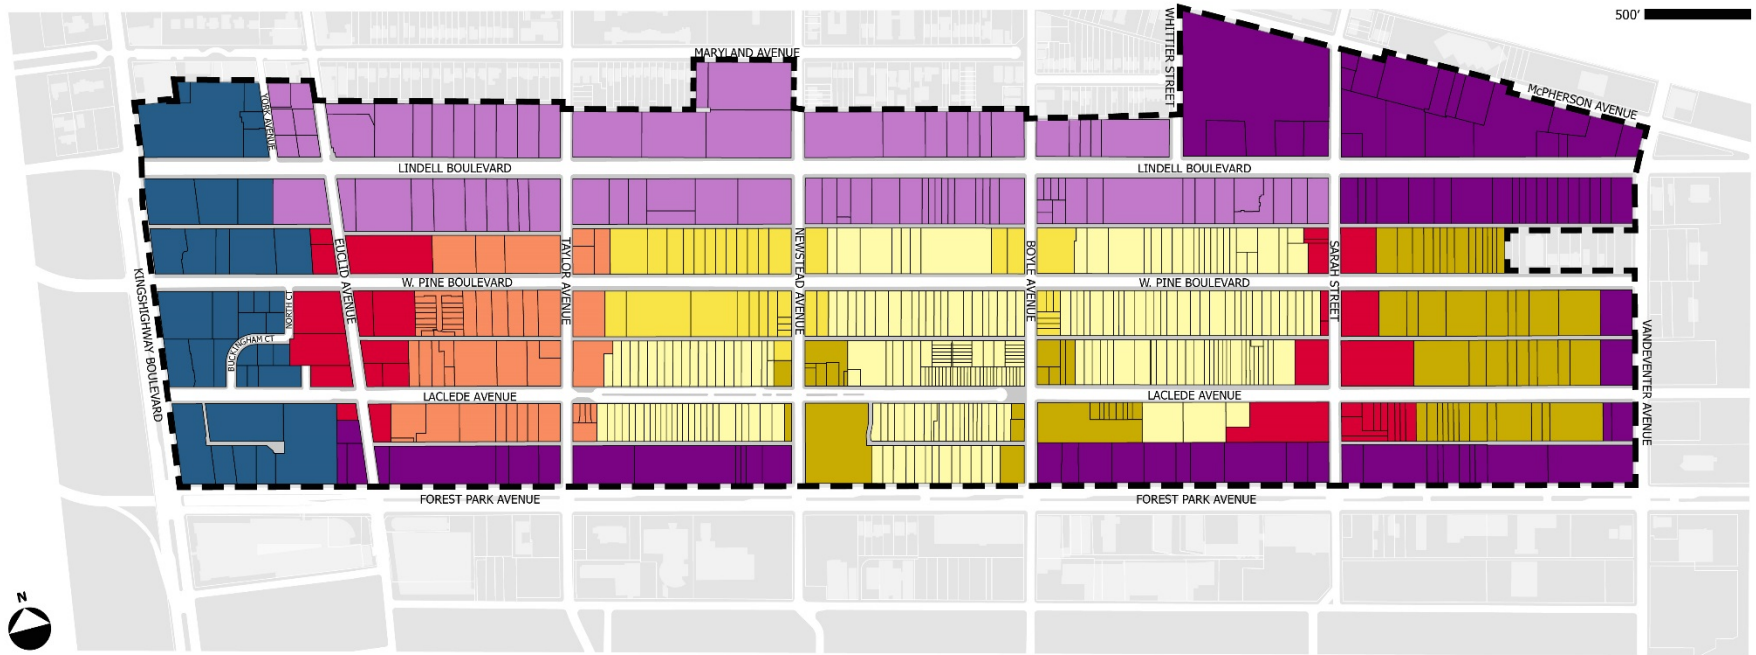 500'
MARYLAND AVENUE
WHITTIER STREET
McPHERSON AVENUE
YORK AVENUE
LINDELL BOULEVARD
LINDELL BOULEVARD
KINGSHIGHWAY BOULEVARD
EUCLID AVENUE
TAYLOR AVENUE
NEWSTEAD AVENUE
BOYLE AVENUE
SARAH STREET
VANDEVENTER AVENUE
W. PINE BOULEVARD
W. PINE BOULEVARD
NORTH CT
BUCKINGHAM CT
LACLEDE AVENUE
LACLEDE AVENUE
FOREST PARK AVENUE
FOREST PARK AVENUE
N